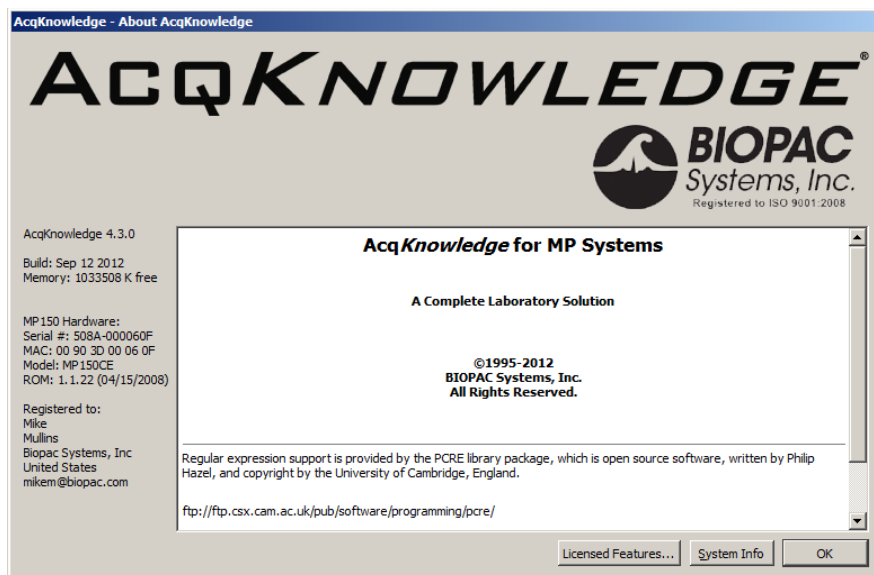 AcqKnowledge - About AcqKnowledge
ACQKNOWLEDGE®
BIOPAC
Systems, Inc.
Registered to ISO 9001:2008
AcqKnowledge 4.3.0
Build: Sep 12 2012
Memory: 1033508 K free
MP150 Hardware:
Serial #: 508A-000060F
MAC: 00 90 3D 00 06 0F
Model: MP150CE
ROM: 1.1.22 (04/15/2008)
Registered to:
Mike
Mullins
Biopac Systems, Inc
United States
mikem@biopac.com
AcqKnowledge for MP Systems
A Complete Laboratory Solution
©1995-2012
BIOPAC Systems, Inc.
All Rights Reserved.
Regular expression support is provided by the PCRE library package, which is open source software, written by Philip
Hazel, and copyright by the University of Cambridge, England.
ftp://ftp.csx.cam.ac.uk/pub/software/programming/pcre/
Licensed Features... System Info OK